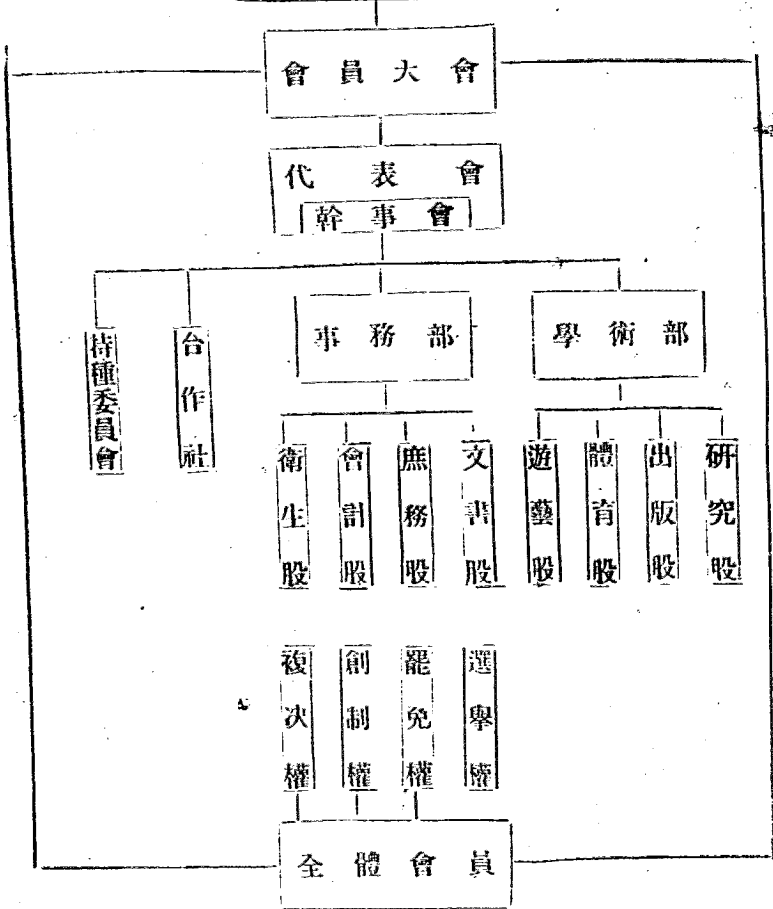 會員大會
代表會
幹事會
事務部
學術部
特種委員會
合作社
衛生股
會計股
庶務股
文書股
遊藝股
體育股
出版股
研究股
複决權
創制權
罷免權
選舉權
全體會員